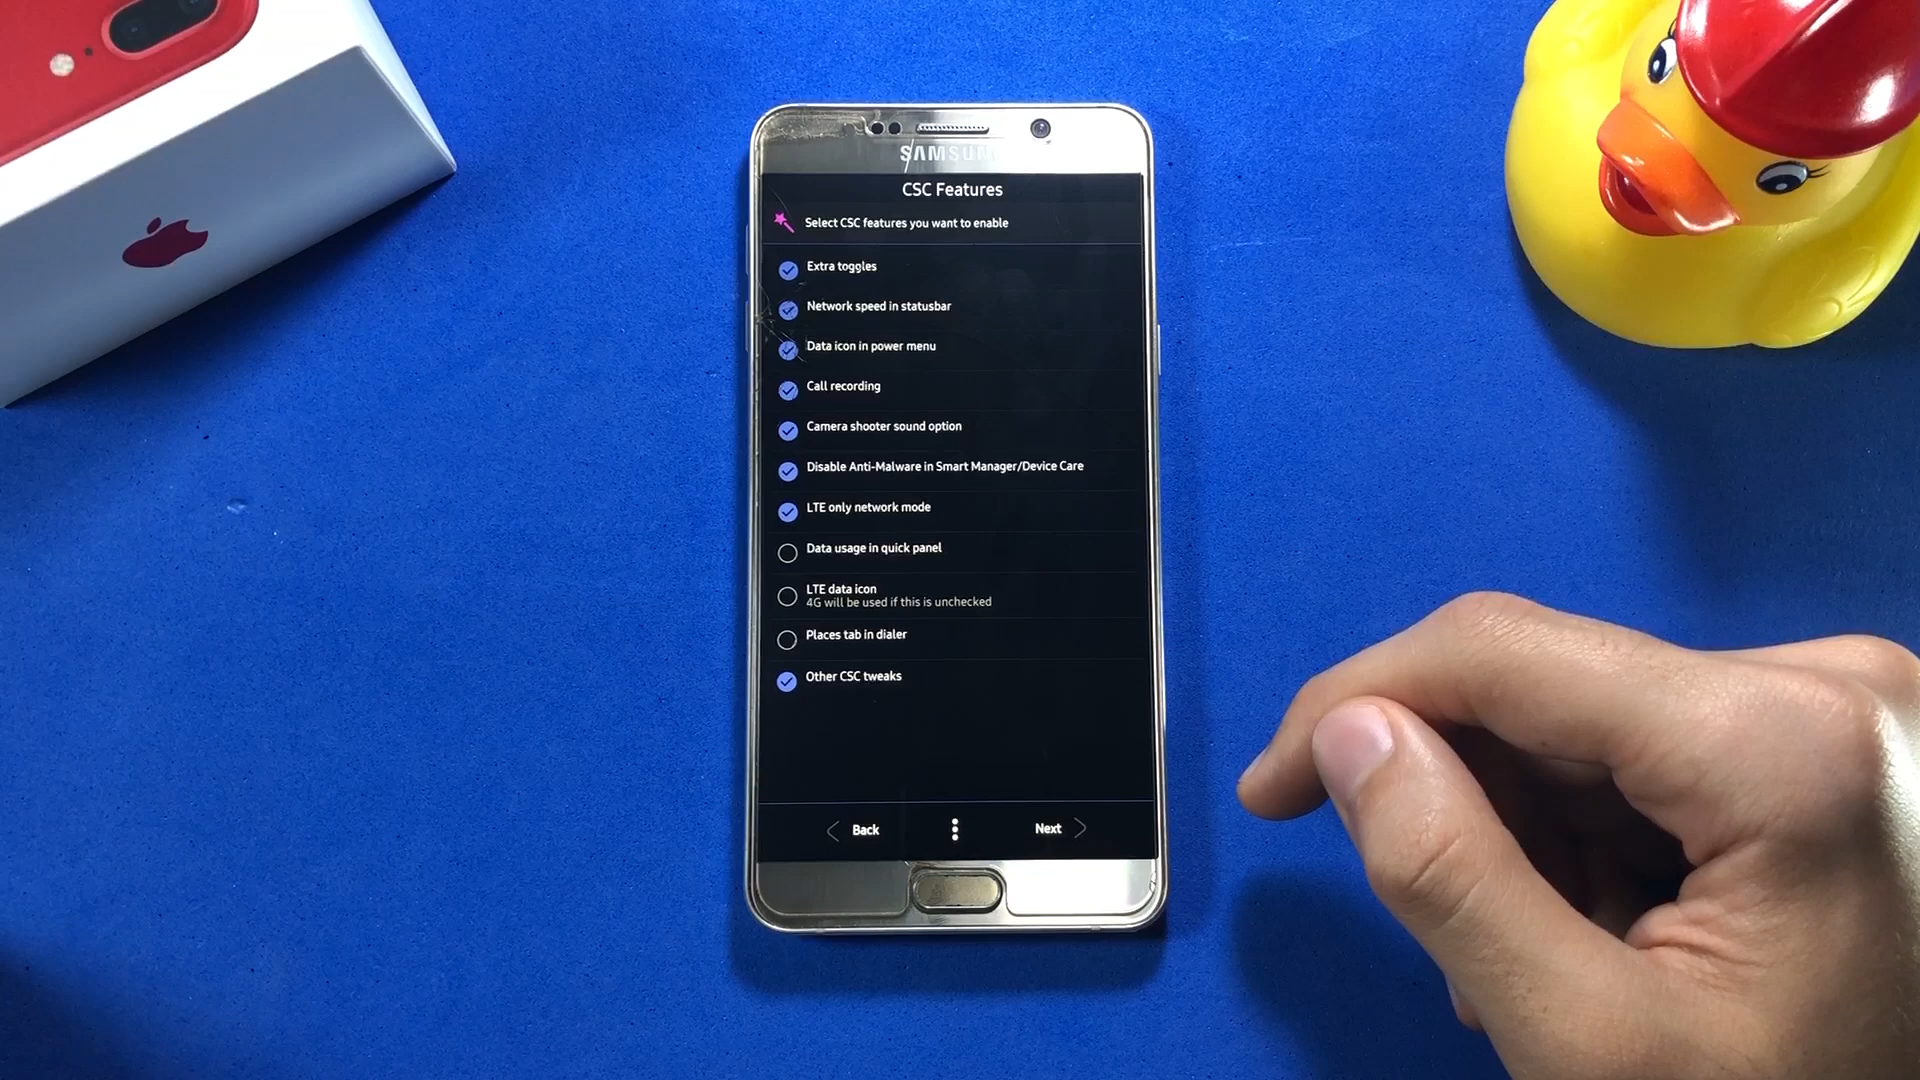 SAMSUNG
CSC Features
Select CSC features you want to enable
Extra toggles
Network speed in statusbar
Data icon in power menu
Call recording
Camera shooter sound option
Disable Anti-Malware in Smart Manager/Device Care
LTE only network mode
Data usage in quick panel
LTE data icon
4G will be used if this is unchecked
Places tab in dialer
Other CSC tweaks
Back
Next